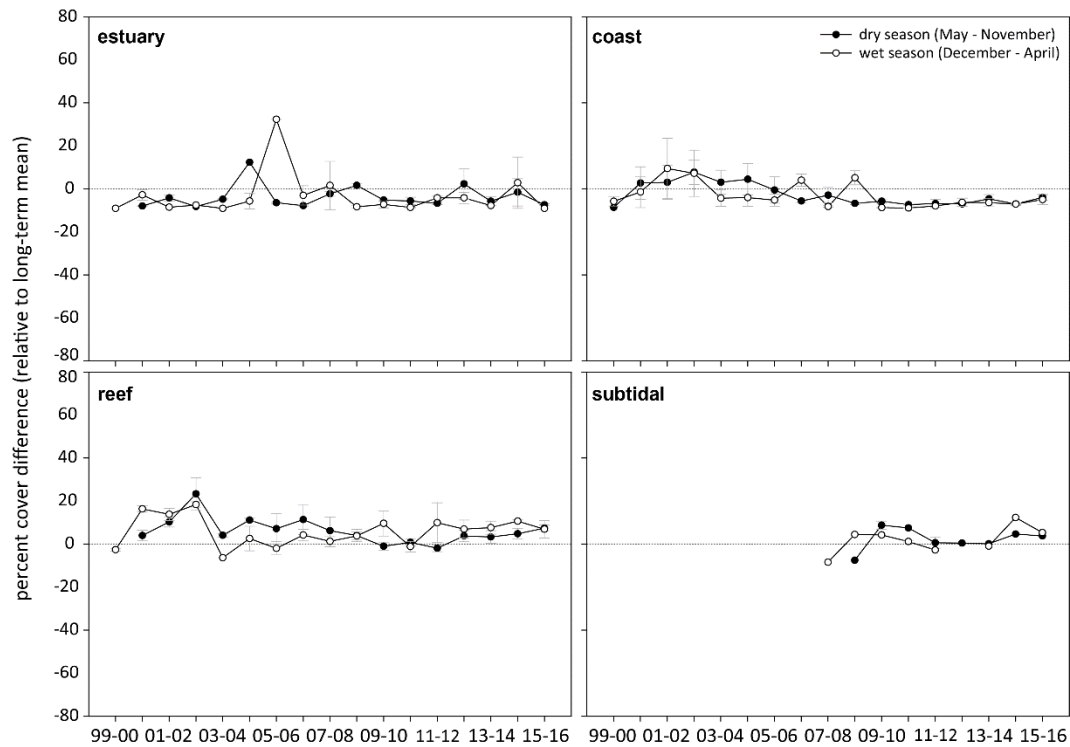 percent cover difference (relative to long-term mean)
80
60
40
20
0
-20
-40
-60
-80
estuary
coast
dry season (May - November)
wet season (December - April)
80
60
40
20
0
-20
-40
-60
-80
reef
subtidal
99-00 01-02 03-04 05-06 07-08 09-10 11-12 13-14 15-16
99-00 01-02 03-04 05-06 07-08 09-10 11-12 13-14 15-16